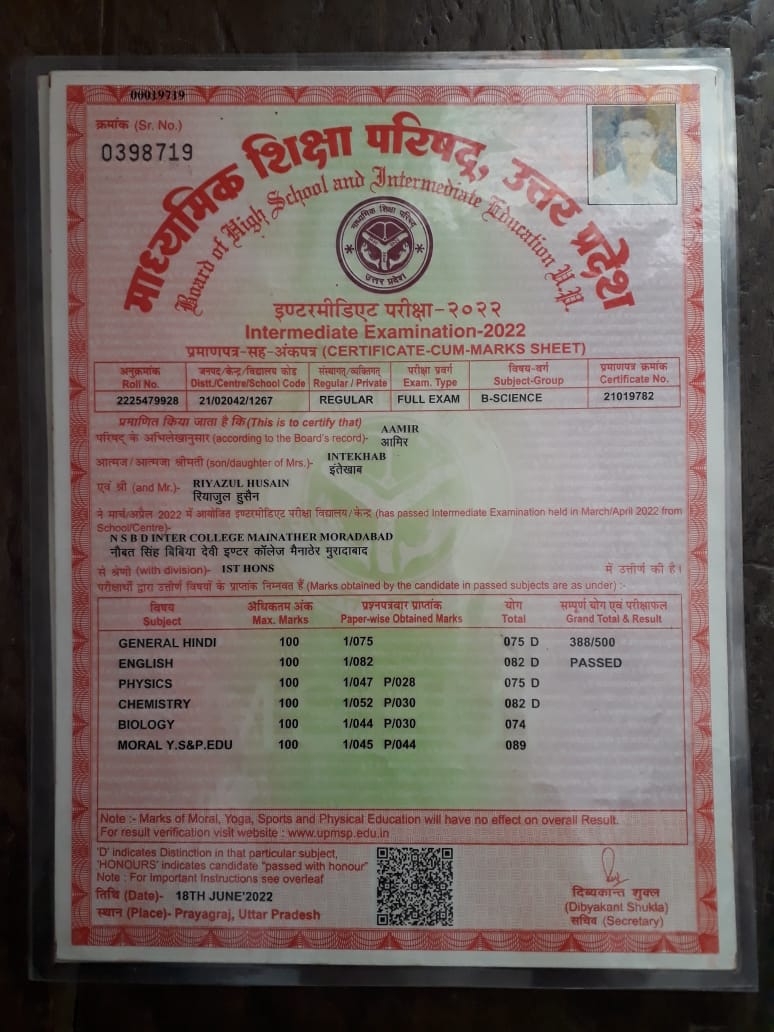 00019719
क्रमांक (Sr. No.)
0398719
माध्यमिक शिक्षा परिषद्, उत्तर प्रदेश
Board of High School and Intermediate Education U.P.
माध्यमिक शिक्षा परिषद
उत्तर प्रदेश
इण्टरमीडिएट परीक्षा-२०२२
Intermediate Examination-2022
प्रमाणपत्र-सह-अंकपत्र (CERTIFICATE-CUM-MARKS SHEET)
अनुक्रमांक जनपद/केन्द्र/विद्यालय कोड संस्थागत/व्यक्तिगत परीक्षा प्रवर्ग विषय-वर्ग प्रमाणपत्र क्रमांक
Roll No. Distt./Centre/School Code Regular / Private Exam. Type Subject-Group Certificate No.
2225479928 21/02042/1267 REGULAR FULL EXAM B-SCIENCE 21019782
प्रमाणित किया जाता है कि (This is to certify that)
AAMIR
परिषद् के अभिलेखानुसार (according to the Board's record)- आमिर
INTEKHAB
आत्मज/आत्मजा श्रीमती (son/daughter of Mrs.)- इंतेखाब
RIYAZUL HUSAIN
एवं श्री (and Mr.)- रियाजुल हुसैन
ने मार्च/अप्रैल 2022 में आयोजित इण्टरमीडिएट परीक्षा विद्यालय/केन्द्र (has passed Intermediate Examination held in March/April 2022 from
School/Centre)-
N S B D INTER COLLEGE MAINATHER MORADABAD
नौबत सिंह बिबिया देवी इण्टर कॉलेज मैनाठेर मुरादाबाद
से श्रेणी (with division)- 1ST HONS में उत्तीर्ण की है।
परीक्षार्थी द्वारा उत्तीर्ण विषयों के प्राप्तांक निम्नवत हैं (Marks obtained by the candidate in passed subjects are as under) :-
विषय अधिकतम अंक प्रश्नपत्रवार प्राप्तांक योग सम्पूर्ण योग एवं परीक्षाफल
Subject Max. Marks Paper-wise Obtained Marks Total Grand Total & Result
GENERAL HINDI 100 1/075 075 D 388/500
ENGLISH 100 1/082 082 D PASSED
PHYSICS 100 1/047 P/028 075 D
CHEMISTRY 100 1/052 P/030 082 D
BIOLOGY 100 1/044 P/030 074
MORAL Y.S&P.EDU 100 1/045 P/044 089
Note :- Marks of Moral, Yoga, Sports and Physical Education will have no effect on overall Result.
For result verification visit website : www.upmsp.edu.in
'D' indicates Distinction in that particular subject,
'HONOURS' indicates candidate "passed with honour"
Note : For Important Instructions see overleaf
तिथि (Date)- 18TH JUNE'2022
स्थान (Place)- Prayagraj, Uttar Pradesh
दिब्यकान्त शुक्ल
(Dibyakant Shukla)
सचिव (Secretary)